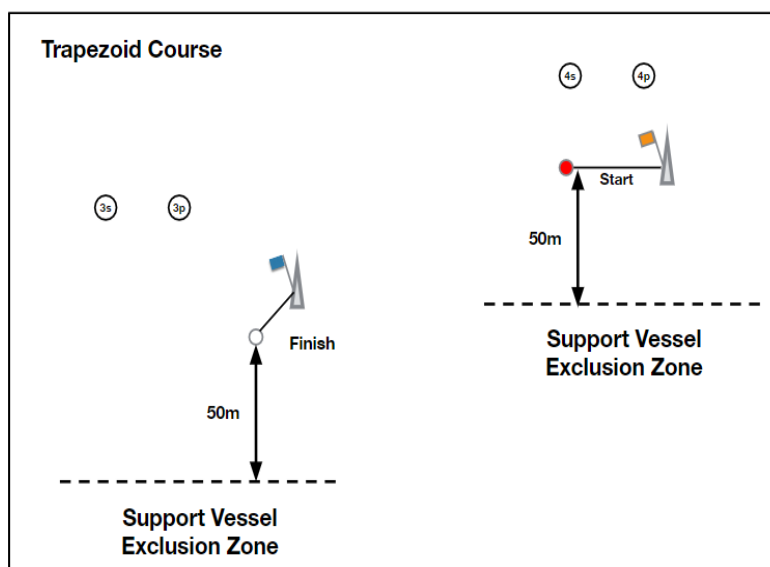 Trapezoid Course
4s
4p
Start
50m
3s
3p
Support Vessel
Exclusion Zone
Finish
50m
Support Vessel
Exclusion Zone